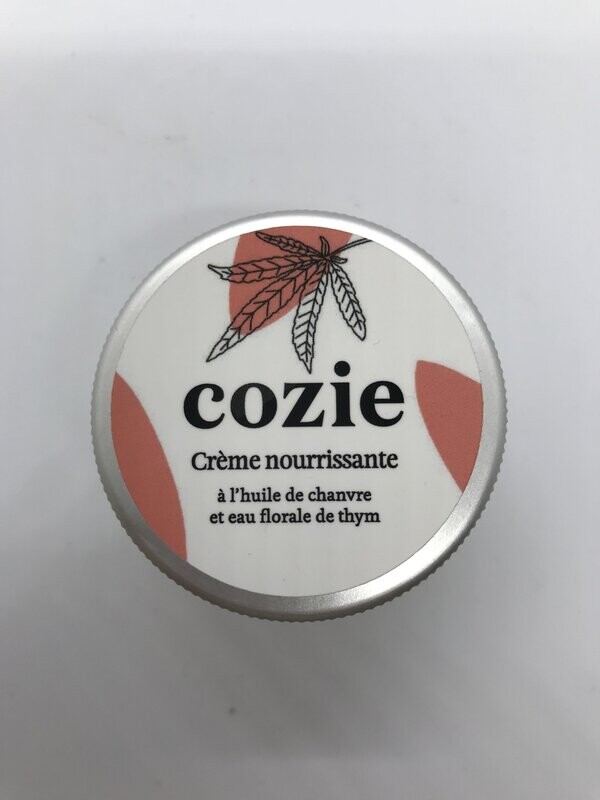 cozie
Crème nourrissante
à l'huile de chanvre
et eau florale de thym